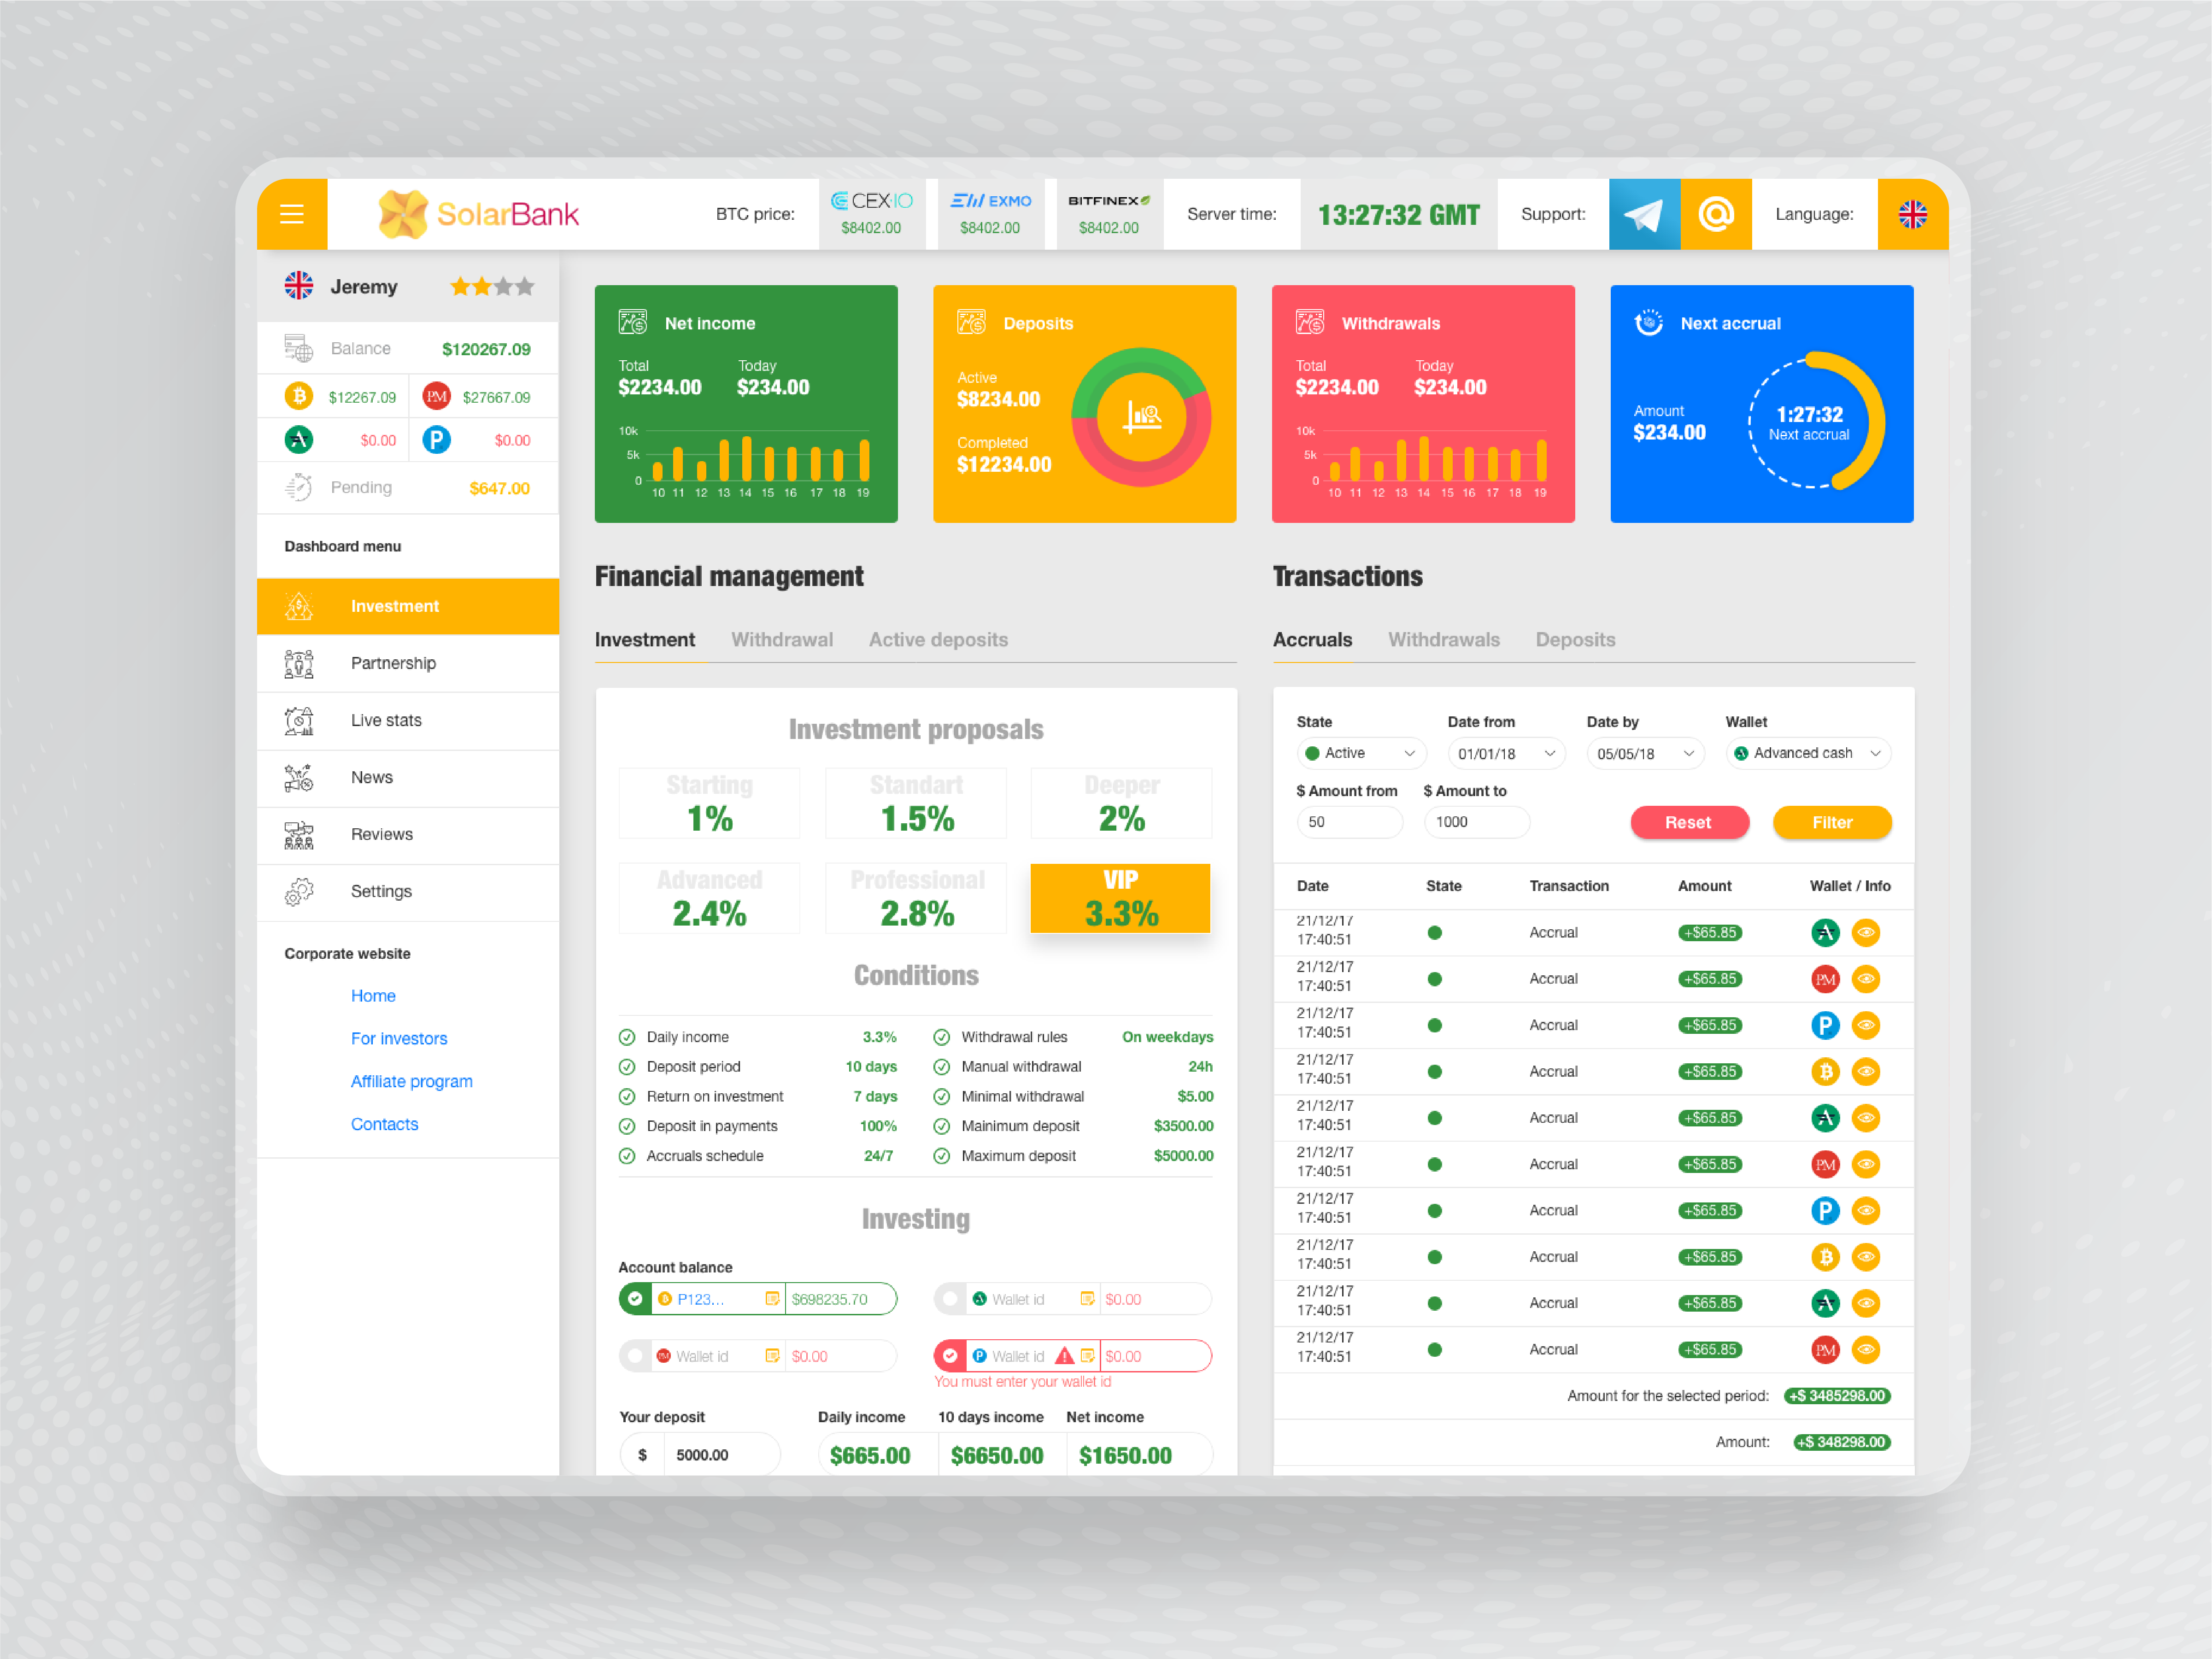 SolarBank
BTC price:
CEX·IO
$8402.00
EXMO
$8402.00
BITFINEX
$8402.00
Server time:
13:27:32 GMT
Support:
Language:
Jeremy
Balance $120267.09
$12267.09 PM $27667.09
$0.00 P $0.00
Pending $647.00
Dashboard menu
Investment
Partnership
Live stats
News
Reviews
Settings
Corporate website
Home
For investors
Affiliate program
Contacts
Net income
Total Today
$2234.00 $234.00
10k
5k
0
10 11 12 13 14 15 16 17 18 19
Deposits
Active
$8234.00
Completed
$12234.00
Withdrawals
Total Today
$2234.00 $234.00
10k
5k
0
10 11 12 13 14 15 16 17 18 19
Next accrual
Amount
$234.00
1:27:32
Next accrual
Financial management
Investment Withdrawal Active deposits
Investment proposals
Starting Standart Deeper
1% 1.5% 2%
Advanced Professional VIP
2.4% 2.8% 3.3%
Conditions
Daily income 3.3% Withdrawal rules On weekdays
Deposit period 10 days Manual withdrawal 24h
Return on investment 7 days Minimal withdrawal $5.00
Deposit in payments 100% Mainimum deposit $3500.00
Accruals schedule 24/7 Maximum deposit $5000.00
Investing
Account balance
P123... $698235.70 Wallet id $0.00
PM Wallet id $0.00 P Wallet id $0.00
You must enter your wallet id
Your deposit Daily income 10 days income Net income
$ 5000.00 $665.00 $6650.00 $1650.00
Transactions
Accruals Withdrawals Deposits
State Date from Date by Wallet
Active 01/01/18 05/05/18 Advanced cash
$ Amount from $ Amount to
50 1000 Reset Filter
Date State Transaction Amount Wallet / Info
21/12/17
17:40:51 Accrual +$65.85
21/12/17
17:40:51 Accrual +$65.85 PM
21/12/17
17:40:51 Accrual +$65.85 P
21/12/17
17:40:51 Accrual +$65.85
21/12/17
17:40:51 Accrual +$65.85
21/12/17
17:40:51 Accrual +$65.85 PM
21/12/17
17:40:51 Accrual +$65.85 P
21/12/17
17:40:51 Accrual +$65.85
21/12/17
17:40:51 Accrual +$65.85
21/12/17
17:40:51 Accrual +$65.85 PM
Amount for the selected period: +$ 3485298.00
Amount: +$ 348298.00